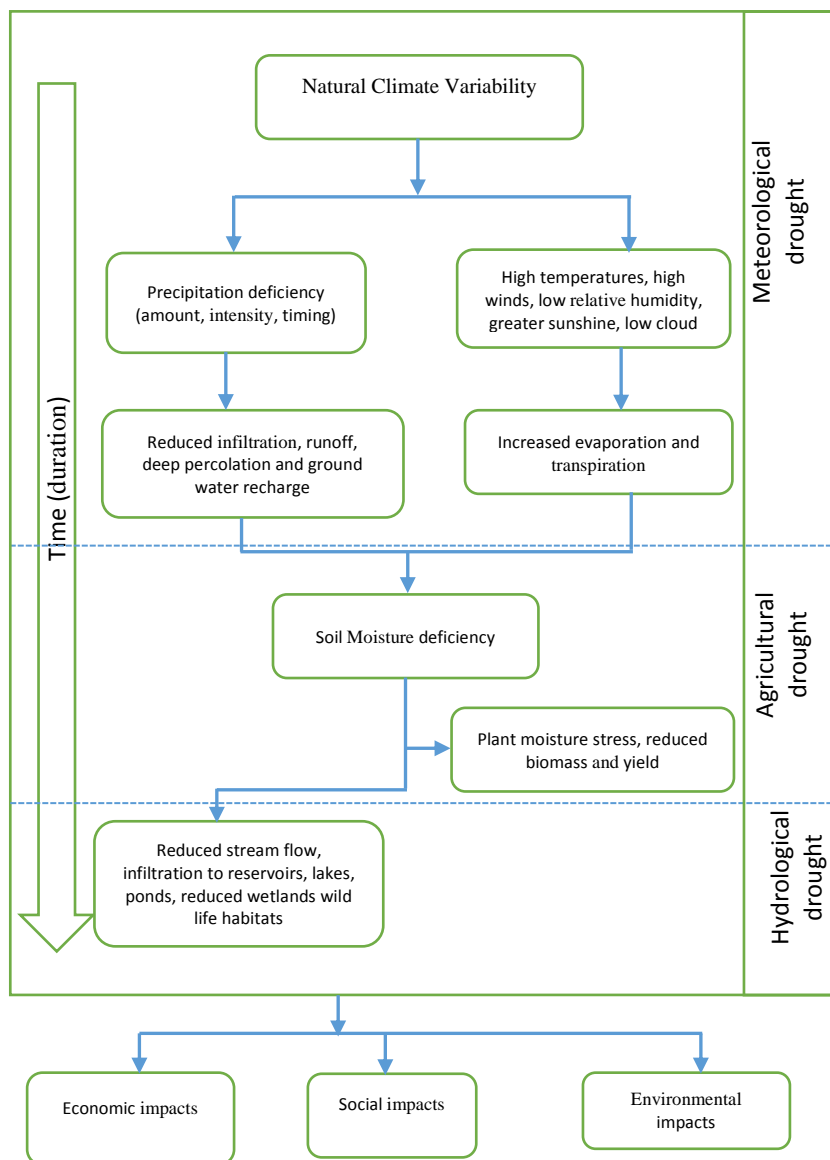 Natural Climate Variability
Meteorological
drought
Precipitation deficiency
(amount, intensity, timing)
High temperatures, high
winds, low relative humidity,
greater sunshine, low cloud
Time (duration)
Reduced infiltration, runoff,
deep percolation and ground
water recharge
Increased evaporation and
transpiration
Agricultural
drought
Soil Moisture deficiency
Plant moisture stress, reduced
biomass and yield
Hydrological
drought
Reduced stream flow,
infiltration to reservoirs, lakes,
ponds, reduced wetlands wild
life habitats
Economic impacts
Social impacts
Environmental
impacts